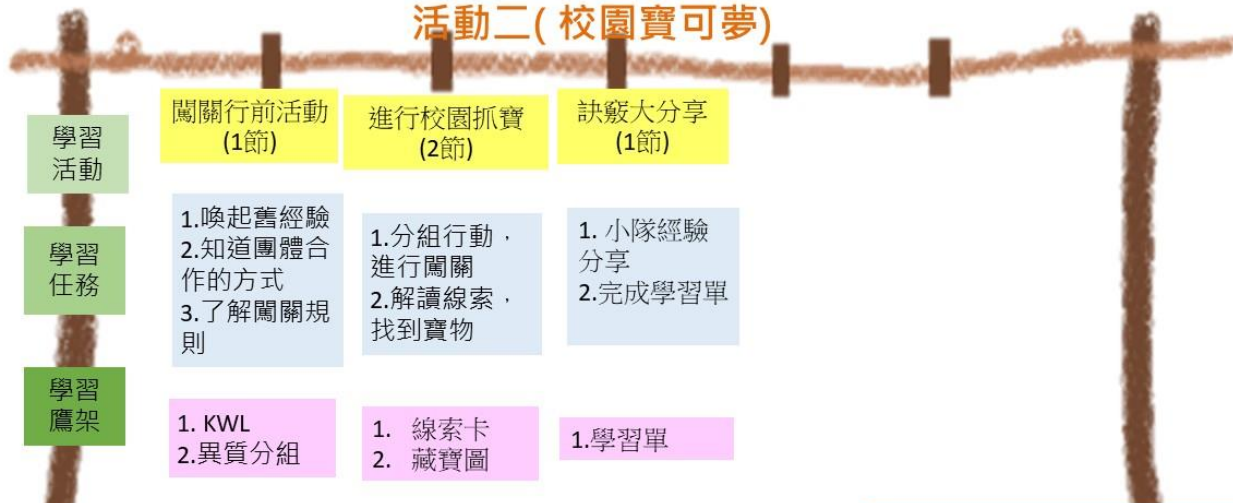 活動二( 校園寶可夢)
學習
活動
闖關行前活動
(1節)
進行校園抓寶
(2節)
訣竅大分享
(1節)
學習
任務
1.喚起舊經驗
2.知道團體合
作的方式
3.了解闖關規
則
1.分組行動，
進行闖關
2.解讀線索，
找到寶物
1. 小隊經驗
分享
2.完成學習單
學習
鷹架
1. KWL
2.異質分組
1. 線索卡
2. 藏寶圖
1.學習單